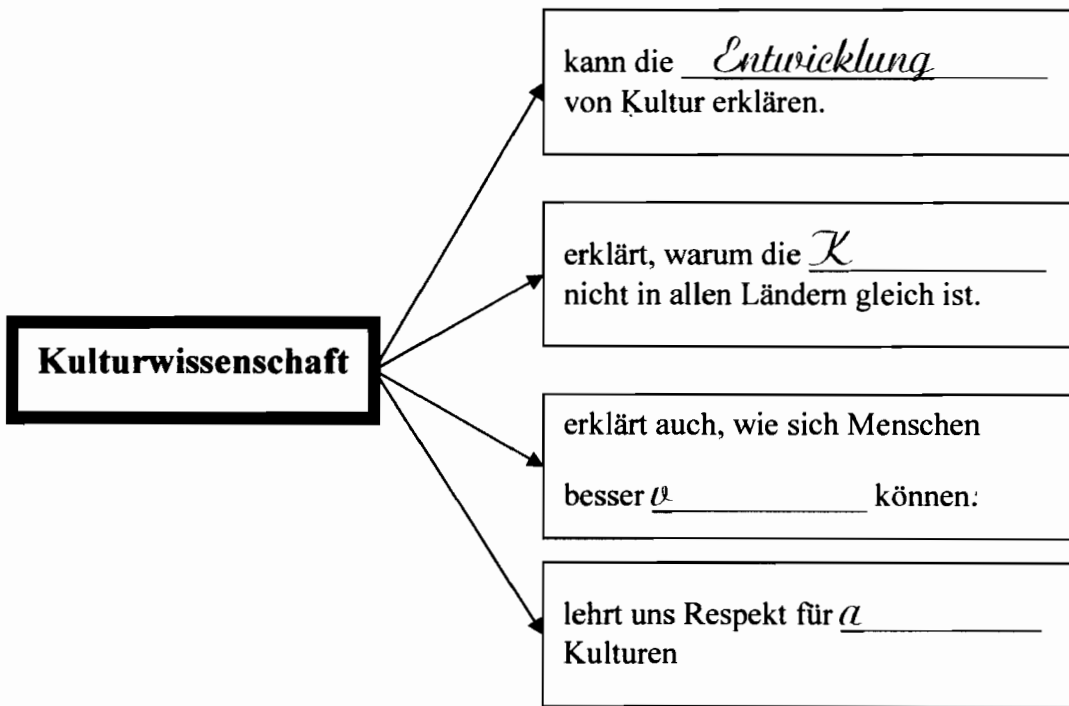 kann die Entwicklung
von Kultur erklären.
erklärt, warum die K
nicht in allen Ländern gleich ist.
Kulturwissenschaft
erklärt auch, wie sich Menschen
besser v können.
lehrt uns Respekt für a
Kulturen